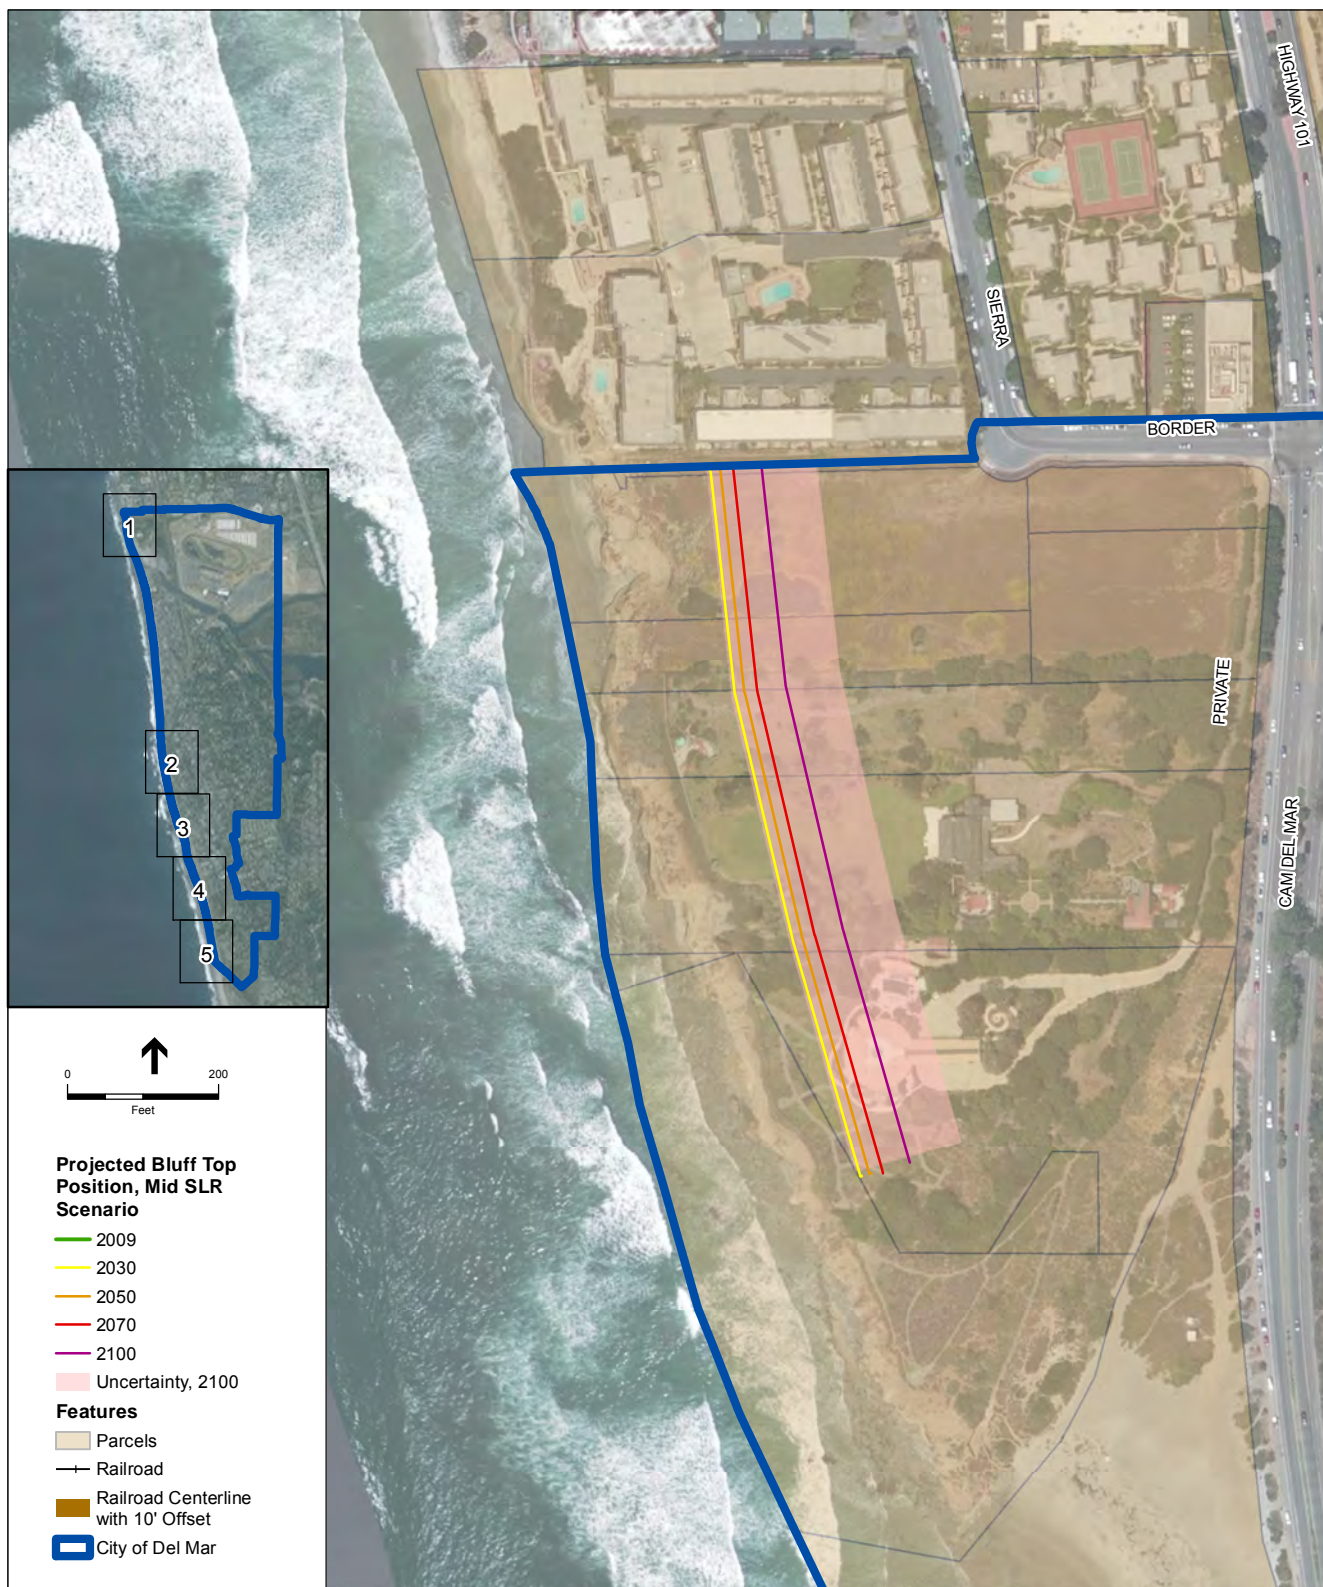 HIGHWAY 101
SIERRA
BORDER
PRIVATE
CAM DEL MAR
1
2
3
4
5
0 200
Feet
Projected Bluff Top
Position, Mid SLR
Scenario
2009
2030
2050
2070
2100
Uncertainty, 2100
Features
Parcels
Railroad
Railroad Centerline
with 10' Offset
City of Del Mar